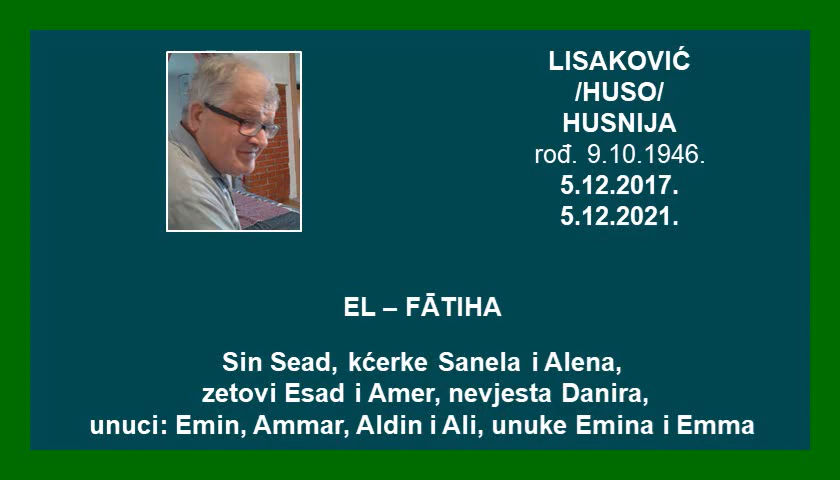 LISAKOVIĆ
/HUSO/
HUSNIJA
rođ. 9.10.1946.
5.12.2017.
5.12.2021.
EL – FĀTIHA
Sin Sead, kćerke Sanela i Alena,
zetovi Esad i Amer, nevjesta Danira,
unuci: Emin, Ammar, Aldin i Ali, unuke Emina i Emma